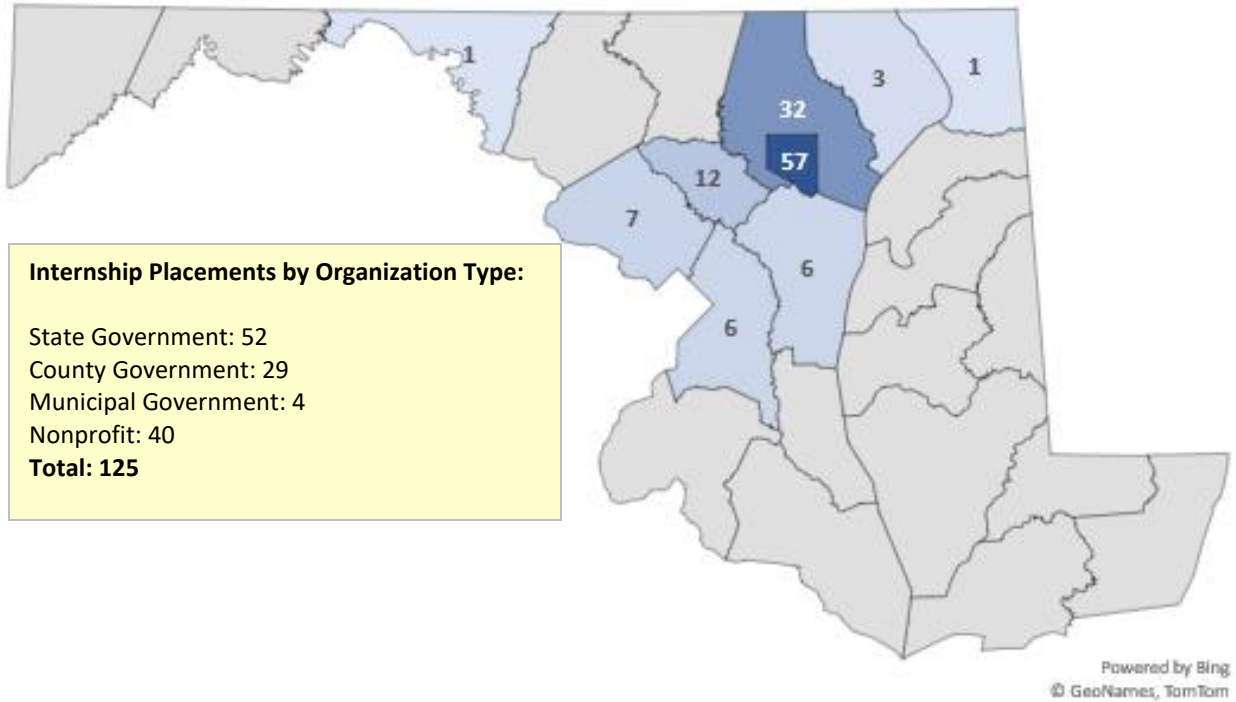 1
3
1
32
57
12
7
6
6
Internship Placements by Organization Type:
State Government: 52
County Government: 29
Municipal Government: 4
Nonprofit: 40
Total: 125
Powered by Bing
© GeoNames, TomTom